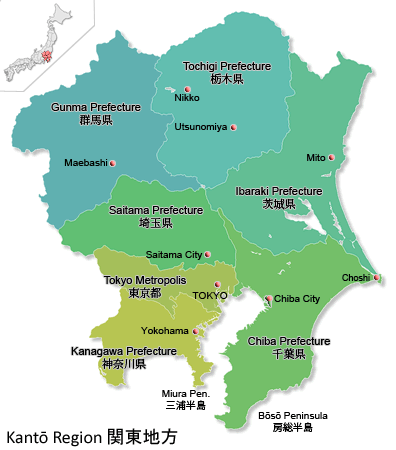 Tochigi Prefecture
栃木県
Nikko
Gunma Prefecture
群馬県
Utsunomiya
Maebashi
Mito
Ibaraki Prefecture
茨城県
Saitama Prefecture
埼玉県
Saitama City
Choshi
Tokyo Metropolis
東京都
TOKYO
Chiba City
Yokohama
Chiba Prefecture
千葉県
Kanagawa Prefecture
神奈川県
Miura Pen.
三浦半島
Bōsō Peninsula
房総半島
Kantō Region 関東地方